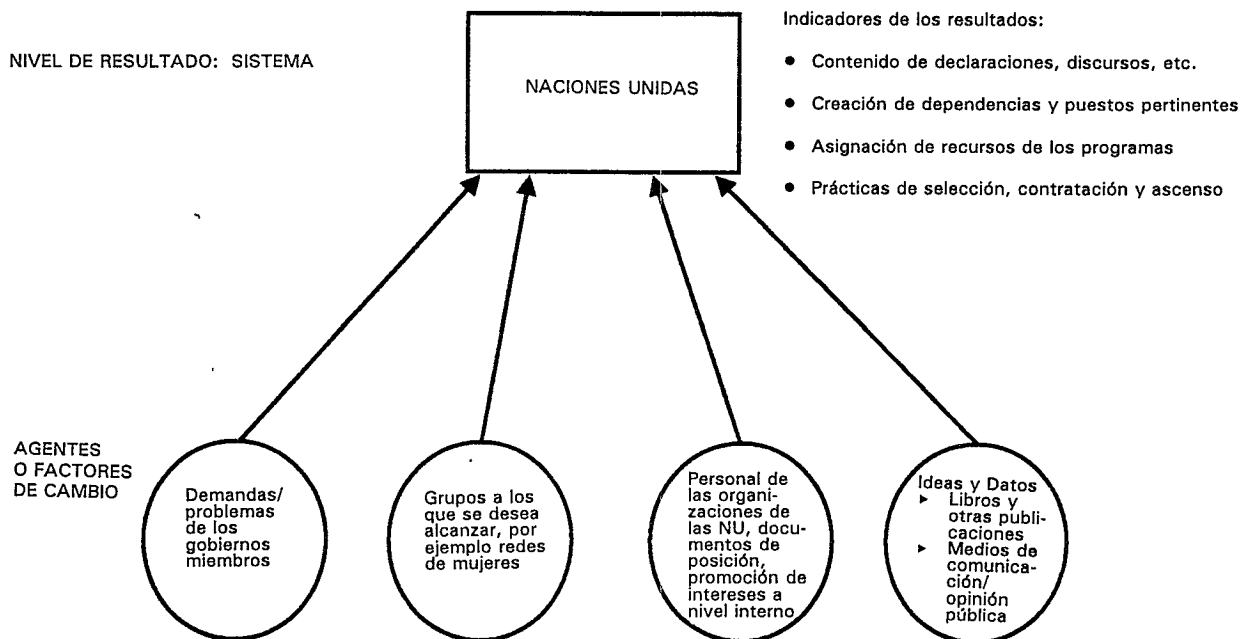 NIVEL DE RESULTADO: SISTEMA
NACIONES UNIDAS
Indicadores de los resultados:
• Contenido de declaraciones, discursos, etc.
• Creación de dependencias y puestos pertinentes
• Asignación de recursos de los programas
• Prácticas de selección, contratación y ascenso
AGENTES
O FACTORES
DE CAMBIO
Demandas/
problemas
de los
gobiernos
miembros
Grupos a los
que se desea
alcanzar, por
ejemplo redes
de mujeres
Personal de
las organi-
zaciones de
las NU, docu-
mentos de
posición,
promoción de
intereses a
nivel interno
Ideas y Datos
► Libros y
otras publi-
caciones
► Medios de
comunica-
ción/
opinión
pública